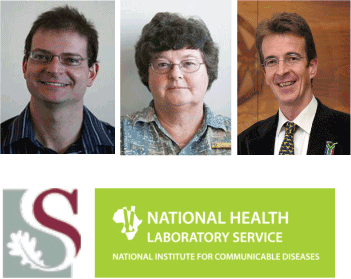 S
NATIONAL HEALTH
LABORATORY SERVICE
NATIONAL INSTITUTE FOR COMMUNICABLE DISEASES